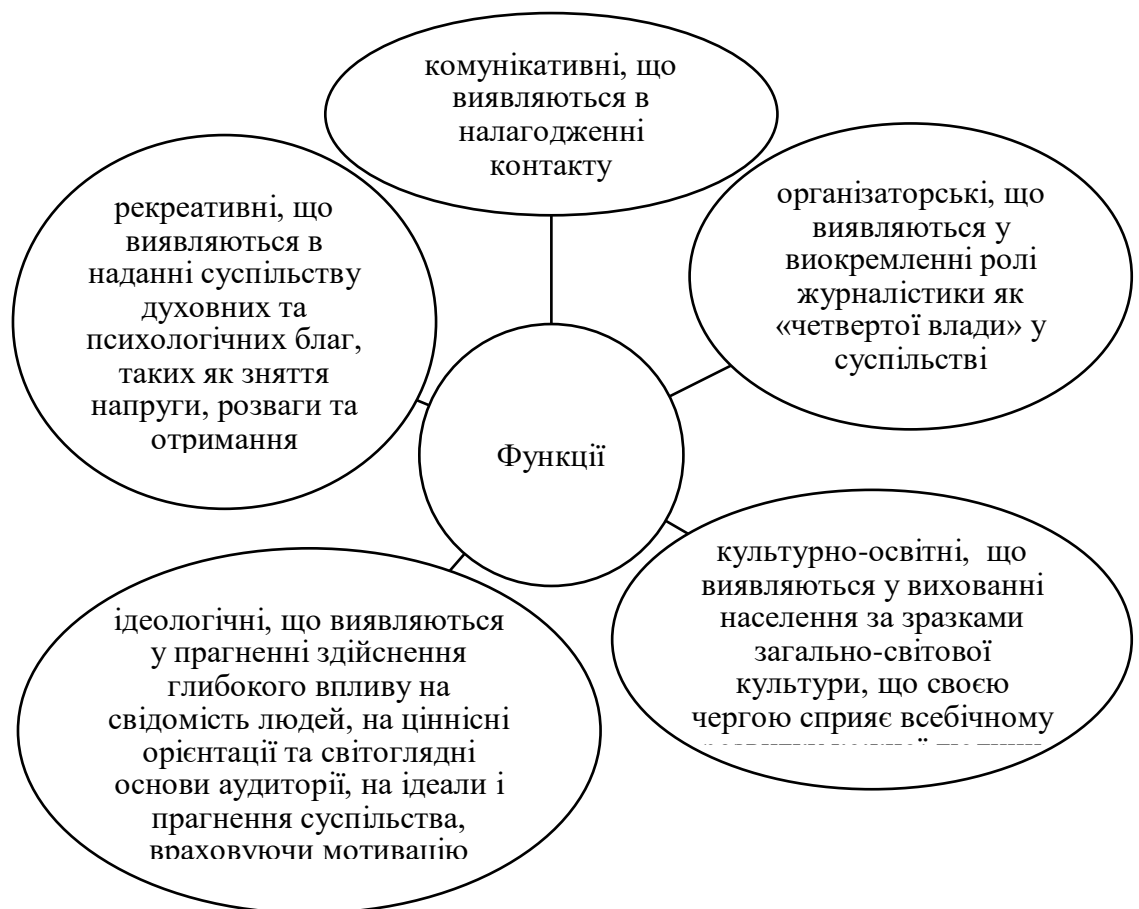 комунікативні, що
виявляються в
налагодженні
контакту
організаторські, що
виявляються у
виокремленні ролі
журналістики як
«четвертої влади» у
суспільстві
культурно-освітні,  що
виявляються у вихованні
населення за зразками
загально-світової
культури, що своєю
чергою сприяє всебічному
ідеологічні, що виявляються
у прагненні здійснення
глибокого впливу на
свідомість людей, на ціннісні
орієнтації та світоглядні
основи аудиторії, на ідеали і
прагнення суспільства,
враховуючи мотивацію
рекреативні, що
виявляються в
наданні суспільству
духовних та
психологічних благ,
таких як зняття
напруги, розваги та
отримання
Функції